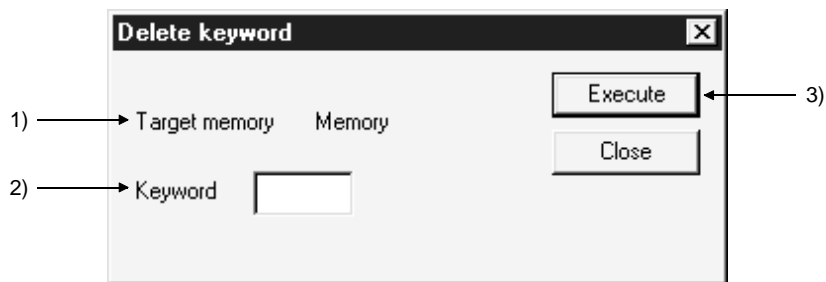 Delete keyword
Execute
3)
1)
Target memory Memory
Close
2)
Keyword